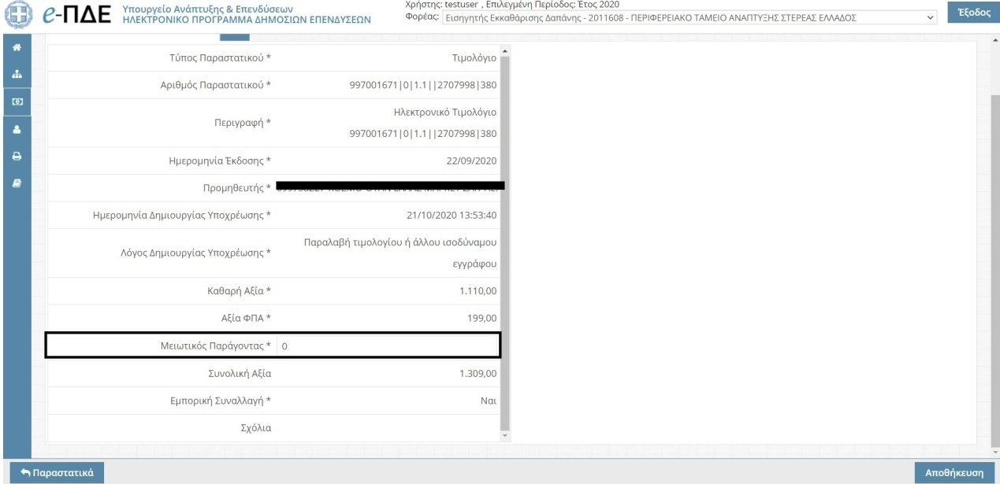 e-ΠΔΕ
Υπουργείο Ανάπτυξης & Επενδύσεων
ΗΛΕΚΤΡΟΝΙΚΟ ΠΡΟΓΡΑΜΜΑ ΔΗΜΟΣΙΩΝ ΕΠΕΝΔΥΣΕΩΝ
Χρήστης: testuser , Επιλεγμένη Περίοδος: Έτος 2020
Φορέας: Εισηγητής Εκκαθάρισης Δαπάνης - 2011608 - ΠΕΡΙΦΕΡΕΙΑΚΟ ΤΑΜΕΙΟ ΑΝΑΠΤΥΞΗΣ ΣΤΕΡΕΑΣ ΕΛΛΑΔΟΣ
Έξοδος
Τύπος Παραστατικού * Τιμολόγιο
Αριθμός Παραστατικού * 997001671|0|1.1||2707998|380
Περιγραφή * Ηλεκτρονικό Τιμολόγιο
997001671|0|1.1||2707998|380
Ημερομηνία Έκδοσης * 22/09/2020
Προμηθευτής *
Ημερομηνία Δημιουργίας Υποχρέωσης * 21/10/2020 13:53:40
Λόγος Δημιουργίας Υποχρέωσης * Παραλαβή τιμολογίου ή άλλου ισοδύναμου
εγγράφου
Καθαρή Αξία * 1.110,00
Αξία ΦΠΑ * 199,00
Μειωτικός Παράγοντας * 0
Συνολική Αξία 1.309,00
Εμπορική Συναλλαγή * Ναι
Σχόλια
Παραστατικά
Αποθήκευση